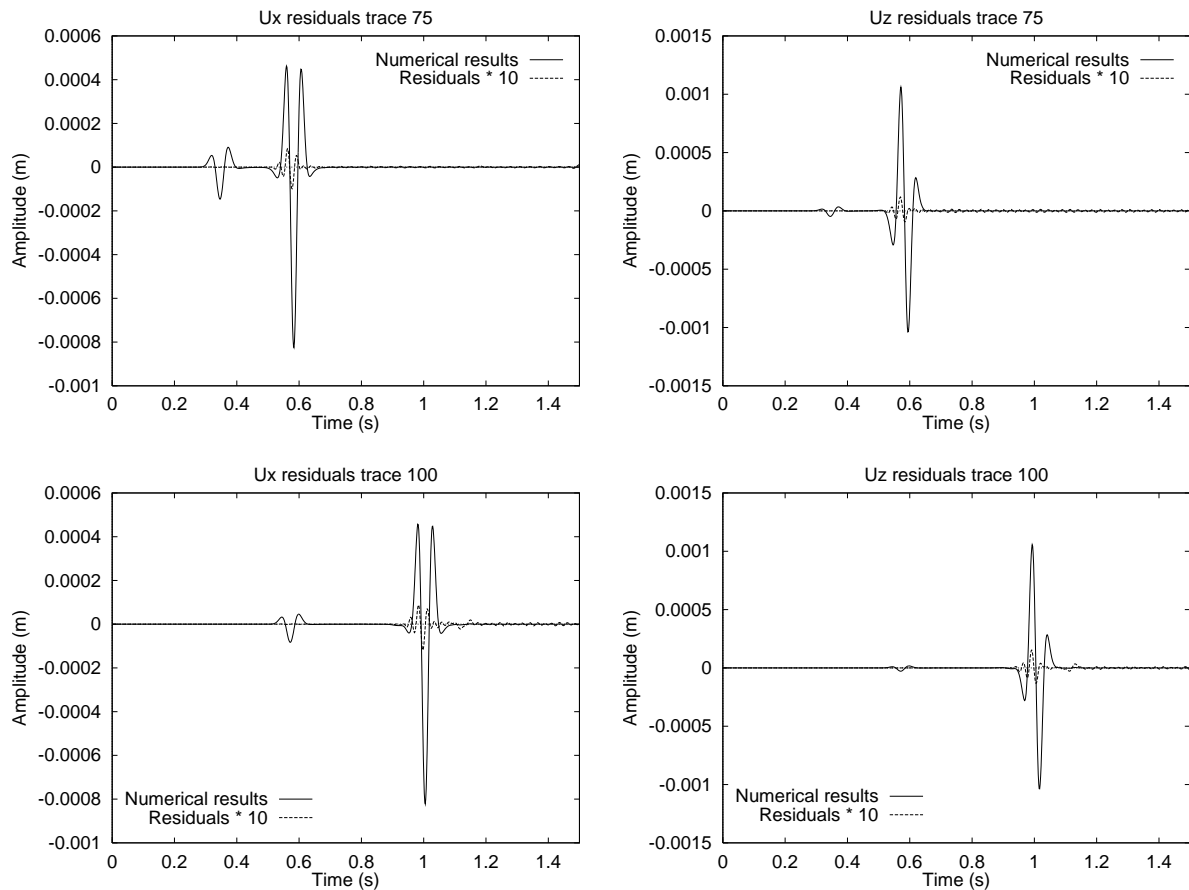 Ux residuals trace 75
Amplitude (m)
0.0006
0.0004
0.0002
0
-0.0002
-0.0004
-0.0006
-0.0008
-0.001
Numerical results
Residuals * 10
0 0.2 0.4 0.6 0.8 1 1.2 1.4
Time (s)
Uz residuals trace 75
Amplitude (m)
0.0015
0.001
0.0005
0
-0.0005
-0.001
-0.0015
Numerical results
Residuals * 10
0 0.2 0.4 0.6 0.8 1 1.2 1.4
Time (s)
Ux residuals trace 100
Amplitude (m)
0.0006
0.0004
0.0002
0
-0.0002
-0.0004
-0.0006
-0.0008
-0.001
Numerical results
Residuals * 10
0 0.2 0.4 0.6 0.8 1 1.2 1.4
Time (s)
Uz residuals trace 100
Amplitude (m)
0.0015
0.001
0.0005
0
-0.0005
-0.001
-0.0015
Numerical results
Residuals * 10
0 0.2 0.4 0.6 0.8 1 1.2 1.4
Time (s)